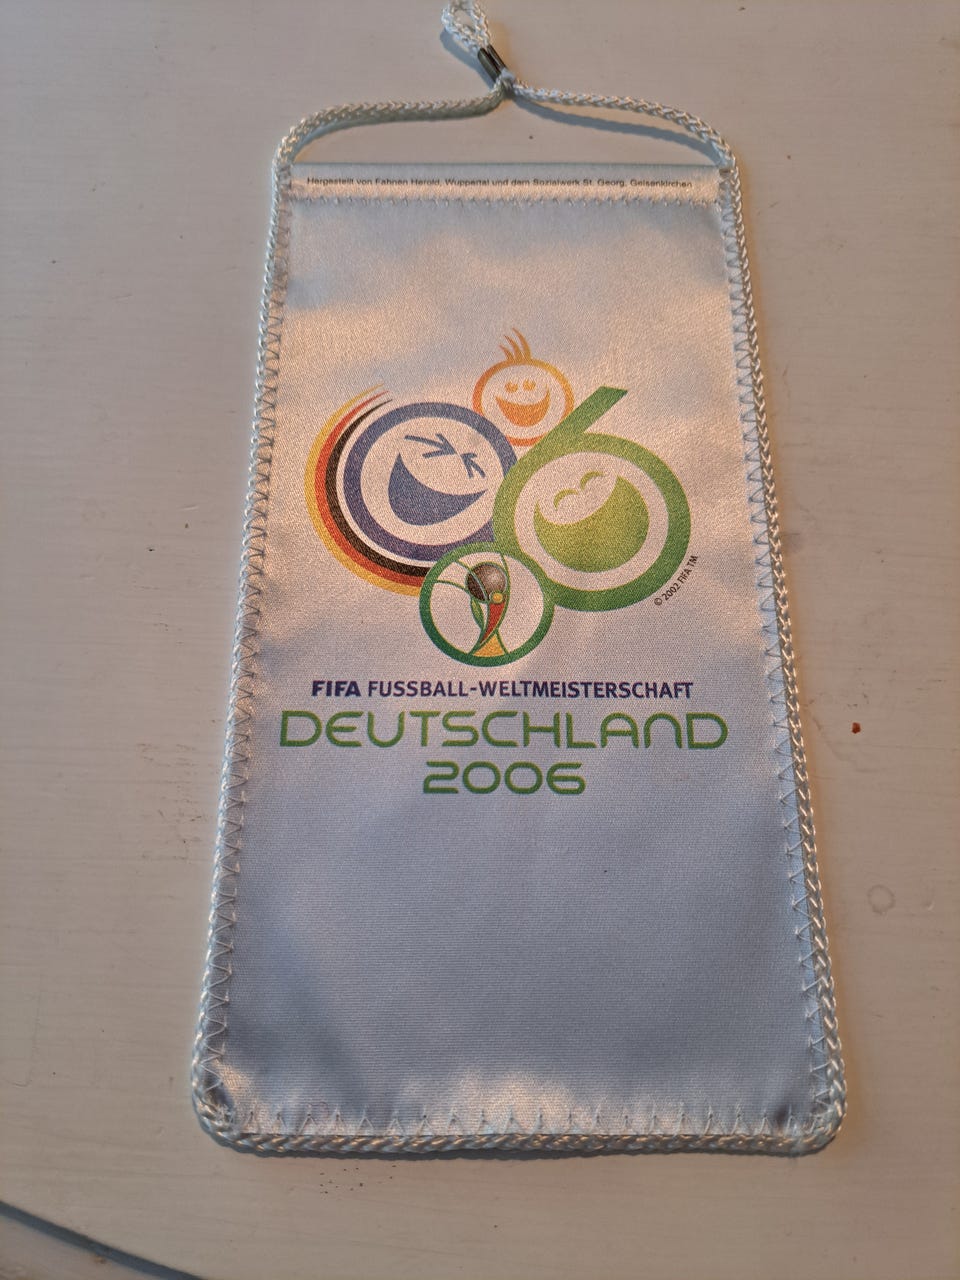 Hergestellt von Fahnen Herold, Wuppertal und dem Sozialwerk St. Georg, Gelsenkirchen
© 2002 FIFA TM
FIFA FUSSBALL-WELTMEISTERSCHAFT
DEUTSCHLAND
2006